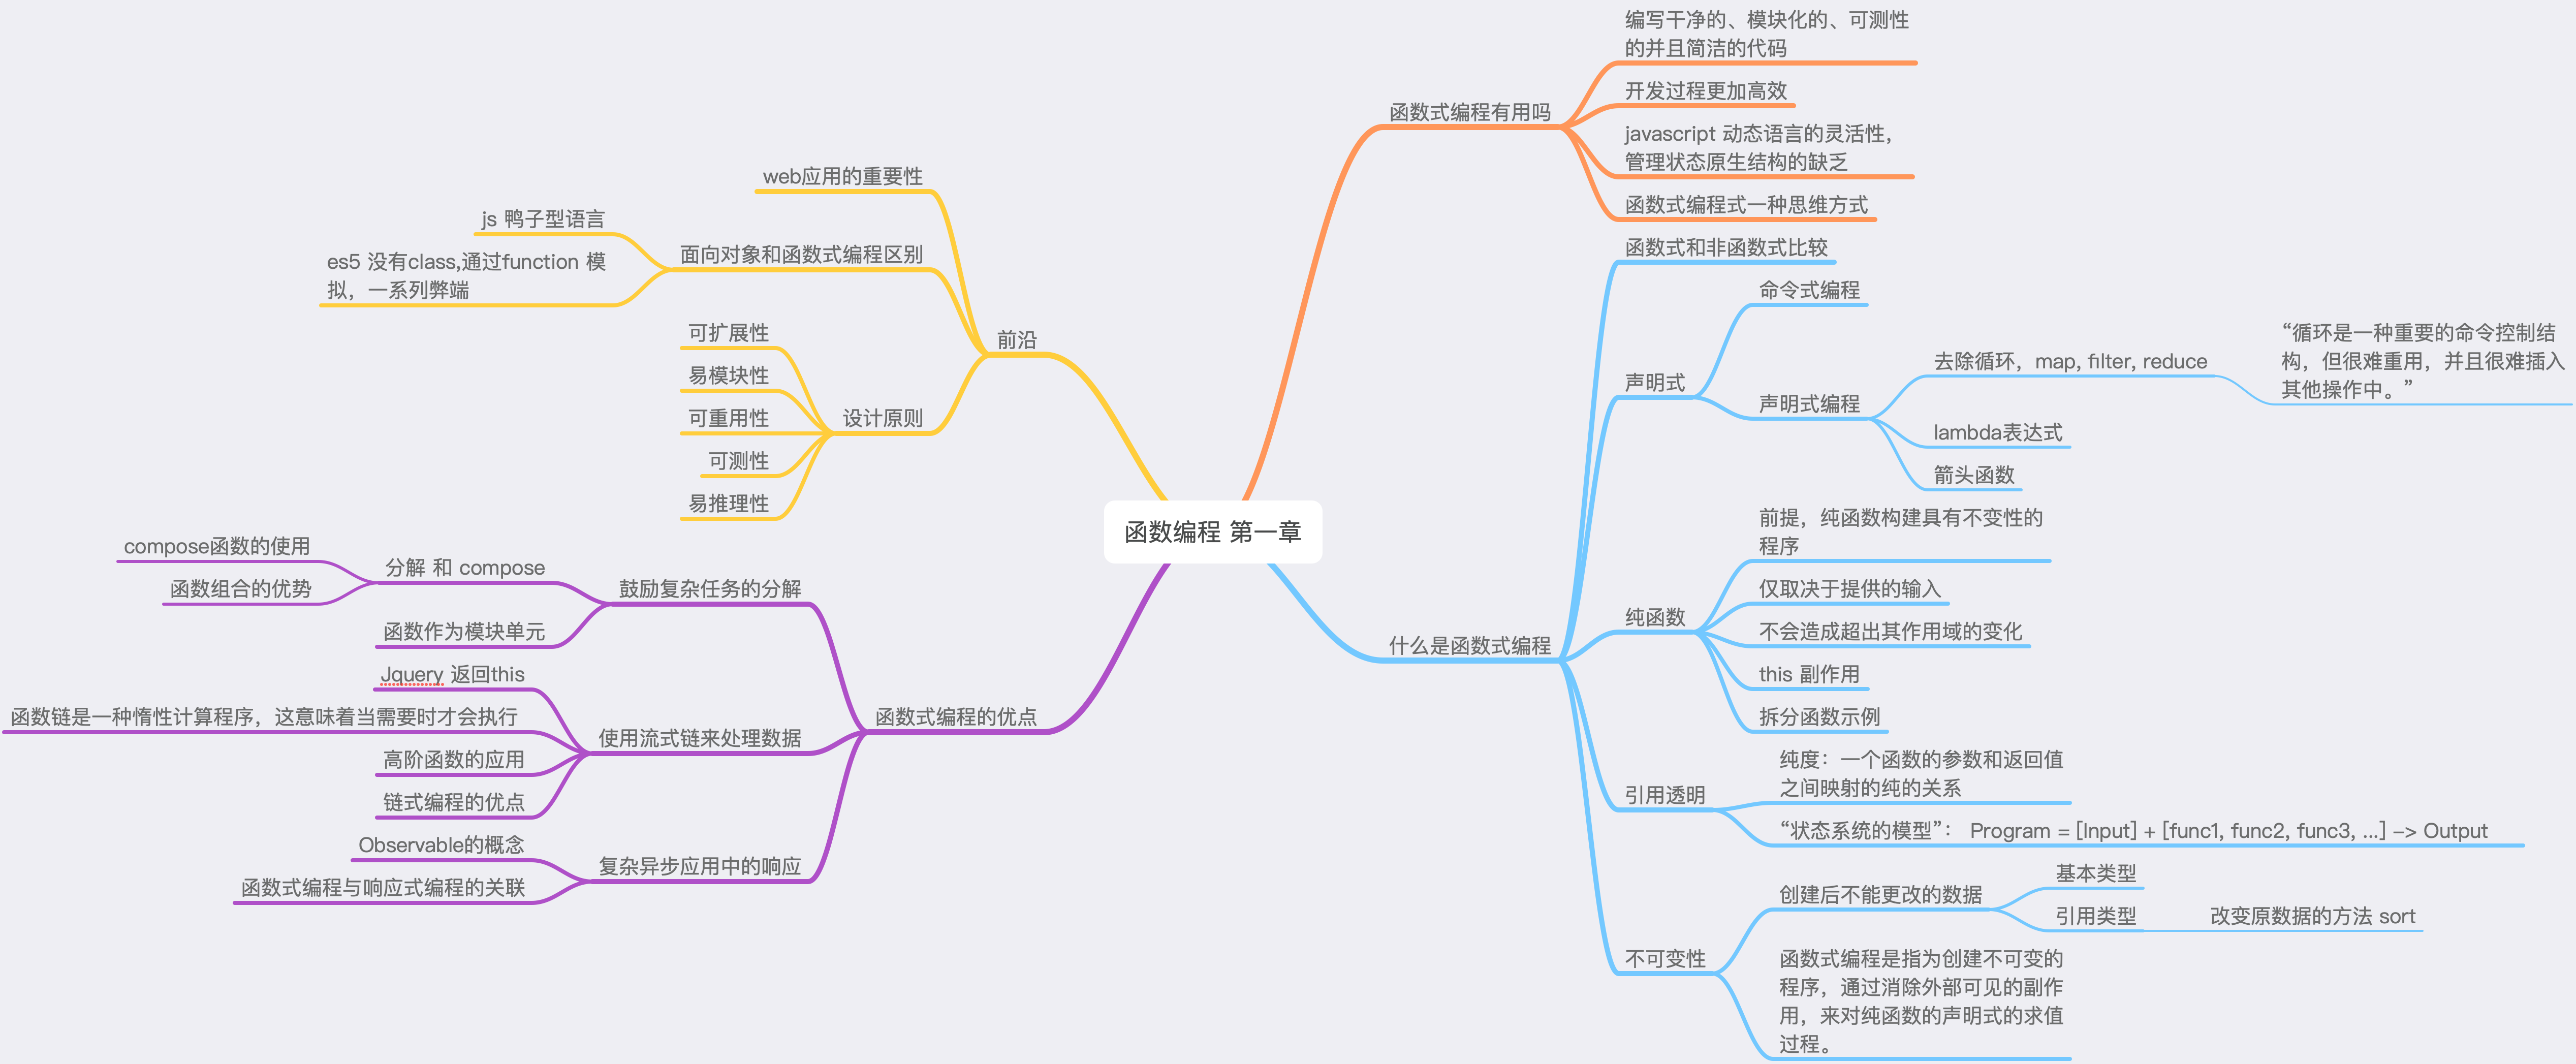 函数编程 第一章
函数式编程有用吗
编写干净的、模块化的、可测性
的并且简洁的代码
开发过程更加高效
javascript 动态语言的灵活性，
管理状态原生结构的缺乏
函数式编程式一种思维方式
什么是函数式编程
函数式和非函数式比较
声明式
命令式编程
声明式编程
去除循环，map, filter, reduce
“循环是一种重要的命令控制结
构，但很难重用，并且很难插入
其他操作中。”
lambda表达式
箭头函数
纯函数
前提，纯函数构建具有不变性的
程序
仅取决于提供的输入
不会造成超出其作用域的变化
this 副作用
拆分函数示例
引用透明
纯度：一个函数的参数和返回值
之间映射的纯的关系
“状态系统的模型”： Program = [Input] + [func1, func2, func3, ...] -> Output
不可变性
创建后不能更改的数据
基本类型
引用类型
改变原数据的方法 sort
函数式编程是指为创建不可变的
程序，通过消除外部可见的副作
用，来对纯函数的声明式的求值
过程。
前沿
web应用的重要性
面向对象和函数式编程区别
js 鸭子型语言
es5 没有class,通过function 模
拟，一系列弊端
设计原则
可扩展性
易模块性
可重用性
可测性
易推理性
函数式编程的优点
鼓励复杂任务的分解
分解 和 compose
compose函数的使用
函数组合的优势
函数作为模块单元
使用流式链来处理数据
Jquery 返回this
函数链是一种惰性计算程序，这意味着当需要时才会执行
高阶函数的应用
链式编程的优点
复杂异步应用中的响应
Observable的概念
函数式编程与响应式编程的关联